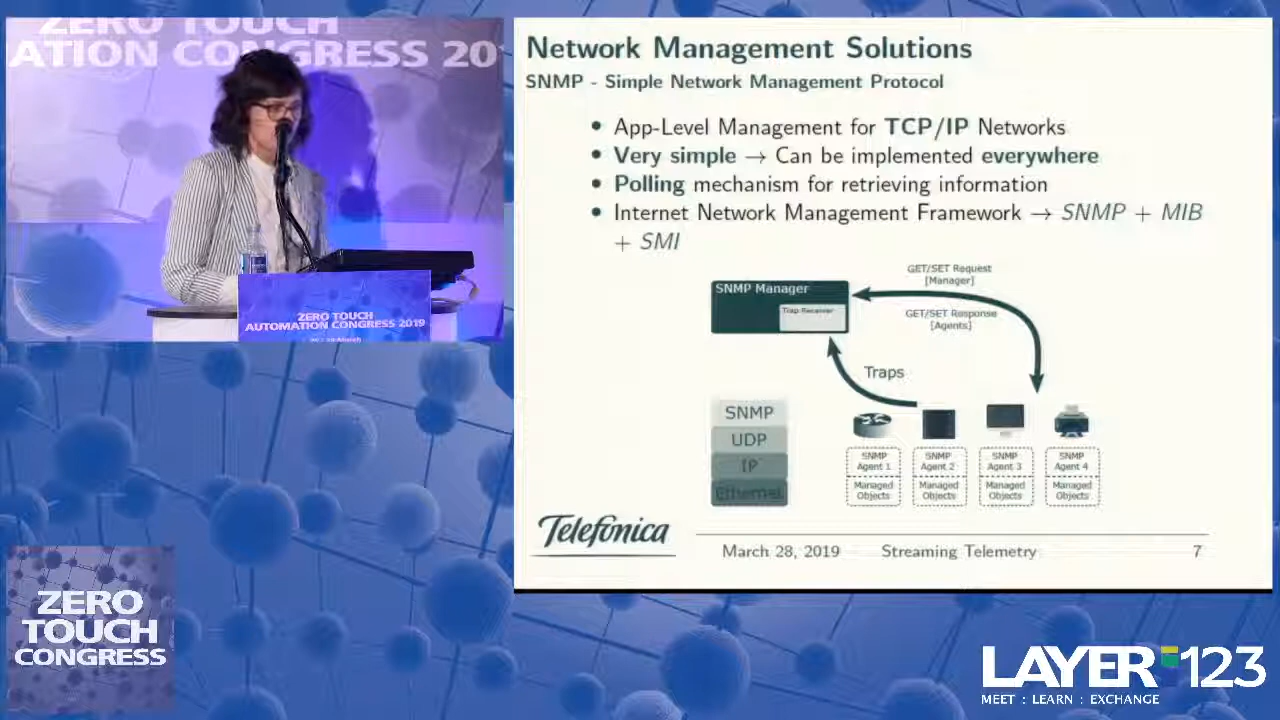 ZERO TOUCH
ATION CONGRESS 20
ZERO TOUCH
AUTOMATION CONGRESS 2019
Network Management Solutions
SNMP - Simple Network Management Protocol
• App-Level Management for TCP/IP Networks
• Very simple → Can be implemented everywhere
• Polling mechanism for retrieving information
• Internet Network Management Framework → SNMP + MIB
+ SMI
SNMP Manager
Trap Receiver
GET/SET Request
[Manager]
GET/SET Response
[Agents]
Traps
SNMP
UDP
IP
Ethernet
SNMP
Agent 1
Managed
Objects
SNMP
Agent 2
Managed
Objects
SNMP
Agent 3
Managed
Objects
SNMP
Agent 4
Managed
Objects
Telefónica
March 28, 2019
Streaming Telemetry
7
ZERO
TOUCH
CONGRESS
LAYER 123
MEET : LEARN : EXCHANGE